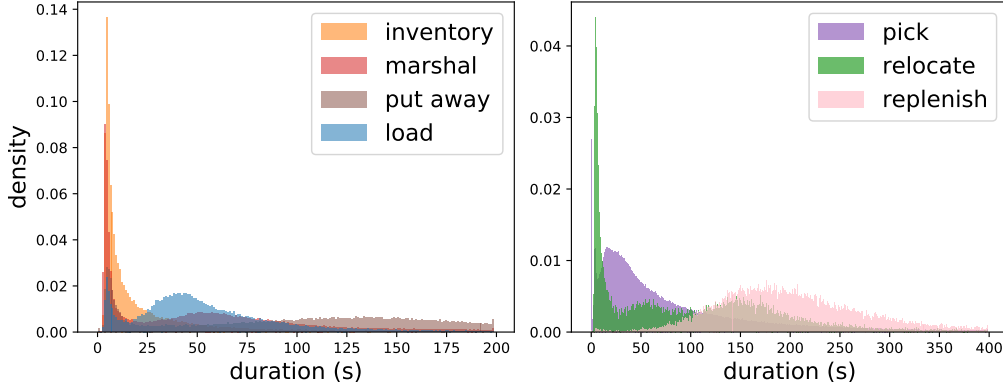 density
0.14
0.12
0.10
0.08
0.06
0.04
0.02
0.00
0 25 50 75 100 125 150 175 200
duration (s)
inventory
marshal
put away
load
0.04
0.03
0.02
0.01
0.00
0 50 100 150 200 250 300 350 400
duration (s)
pick
relocate
replenish